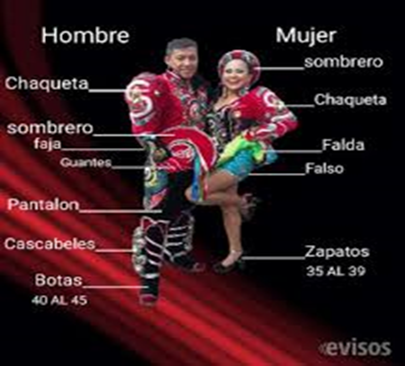 Hombre
Chaqueta
sombrero
faja
Guantes
Pantalon
Cascabeles
Botas
40 AL 45
Mujer
sombrero
Chaqueta
Falda
Falso
Zapatos
35 AL 39
evisos